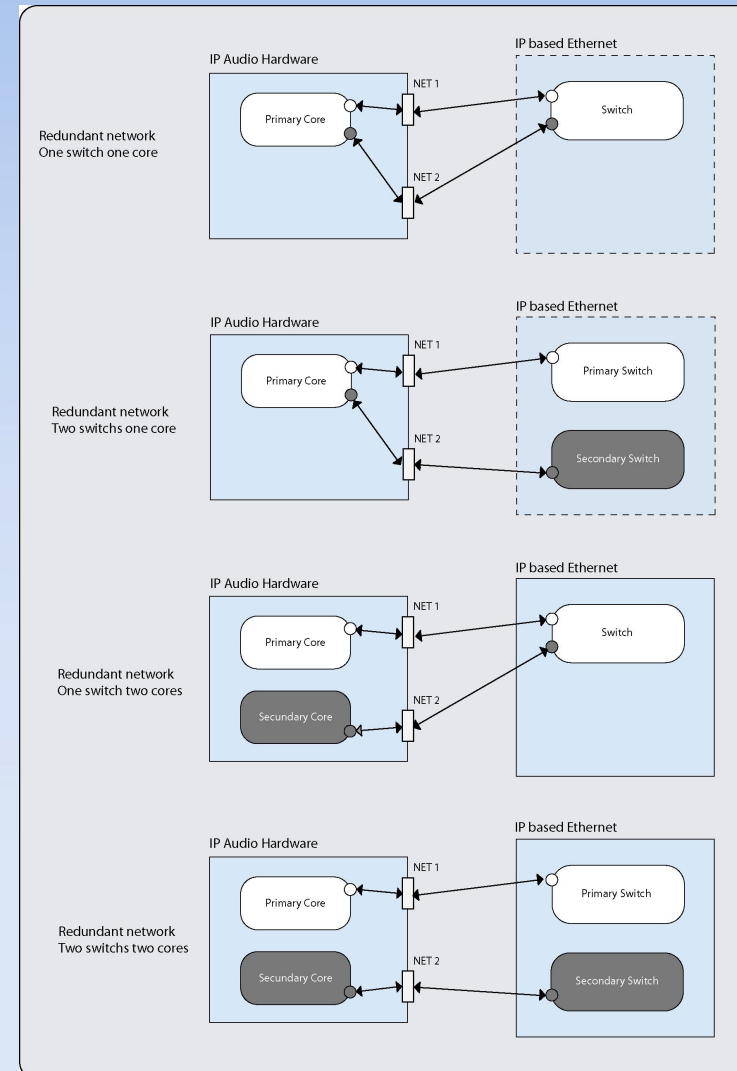 IP based Ethernet
IP Audio Hardware
NET 1
Primary Core
Switch
Redundant network
One switch one core
NET 2
IP based Ethernet
IP Audio Hardware
NET 1
Primary Core
Primary Switch
Redundant network
Two switchs one core
NET 2
Secondary Switch
IP based Ethernet
IP Audio Hardware
NET 1
Primary Core
Switch
Redundant network
One switch two cores
NET 2
Secundary Core
IP based Ethernet
IP Audio Hardware
NET 1
Primary Core
Primary Switch
Redundant network
Two switchs two cores
NET 2
Secundary Core
Secondary Switch